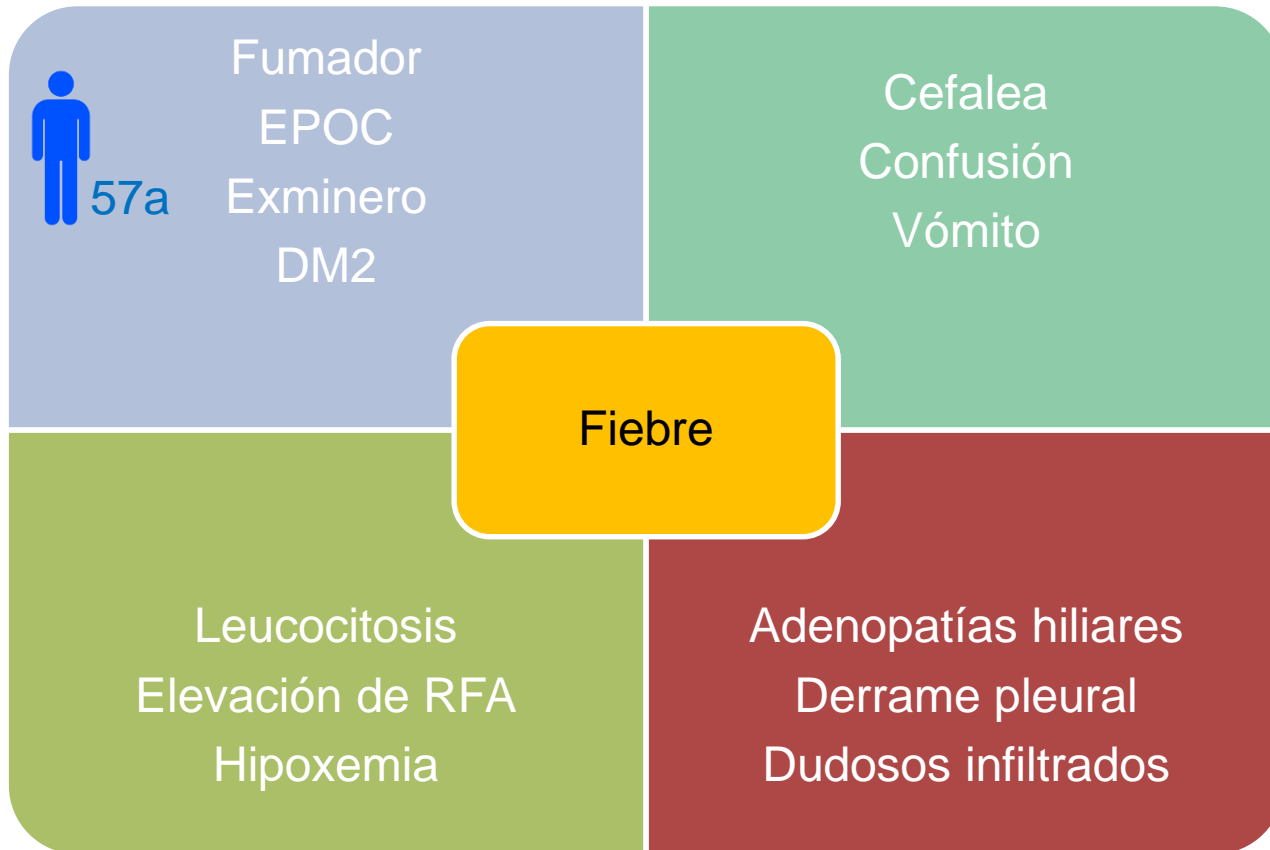 Fumador
EPOC
Exminero
DM2
57a
Cefalea
Confusión
Vómito
Fiebre
Leucocitosis
Elevación de RFA
Hipoxemia
Adenopatías hiliares
Derrame pleural
Dudosos infiltrados